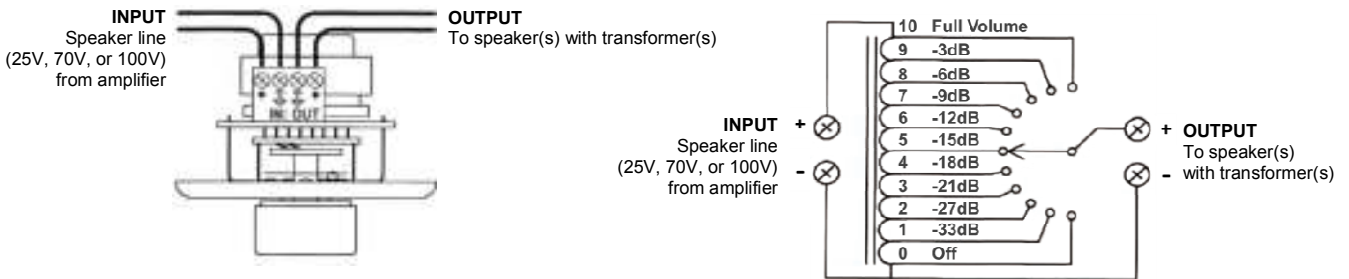 INPUT
Speaker line
(25V, 70V, or 100V)
from amplifier
OUTPUT
To speaker(s) with transformer(s)
IN OUT
10 Full Volume
9 -3dB
8 -6dB
7 -9dB
6 -12dB
5 -15dB
4 -18dB
3 -21dB
2 -27dB
1 -33dB
0 Off
INPUT +
Speaker line
(25V, 70V, or 100V) -
from amplifier
+ OUTPUT
To speaker(s)
- with transformer(s)